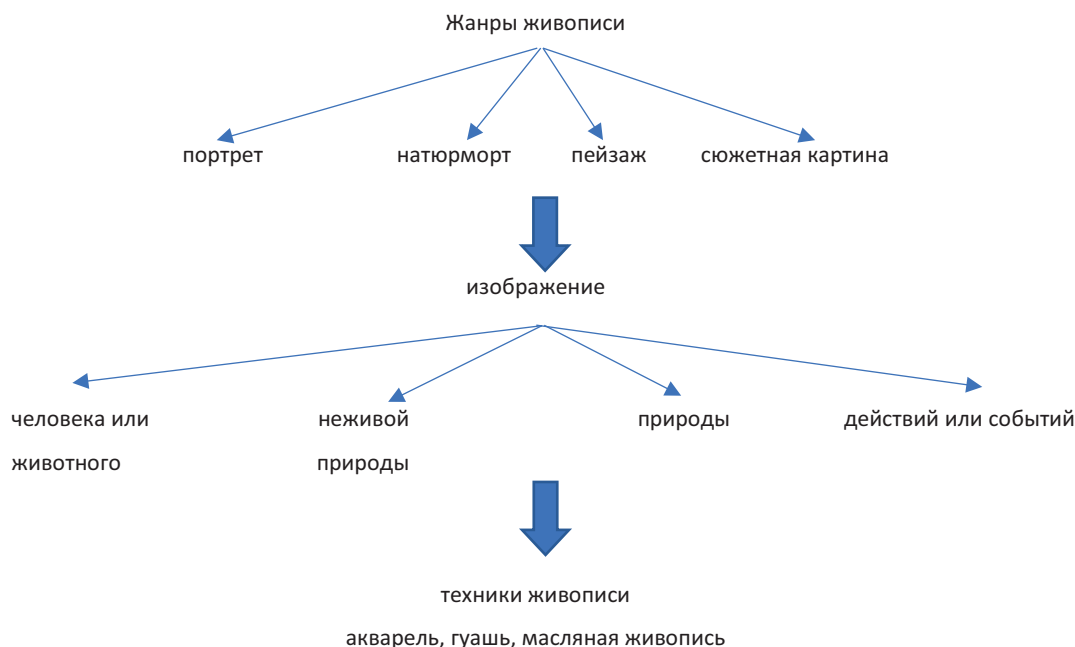 Жанры живописи
портрет натюрморт пейзаж сюжетная картина
изображение
человека или неживой природы действий или событий
животного природы
техники живописи
акварель, гуашь, масляная живопись